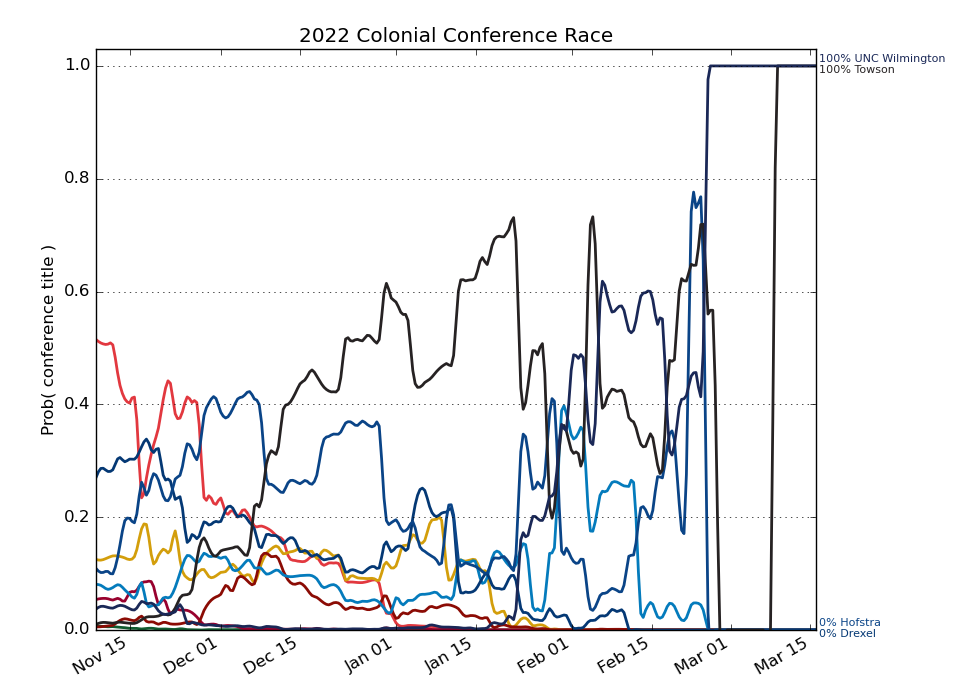 2022 Colonial Conference Race
Prob( conference title )
1.0
0.8
0.6
0.4
0.2
0.0
100% UNC Wilmington
100% Towson
0% Hofstra
0% Drexel
Nov 15
Dec 01
Dec 15
Jan 01
Jan 15
Feb 01
Feb 15
Mar 01
Mar 15